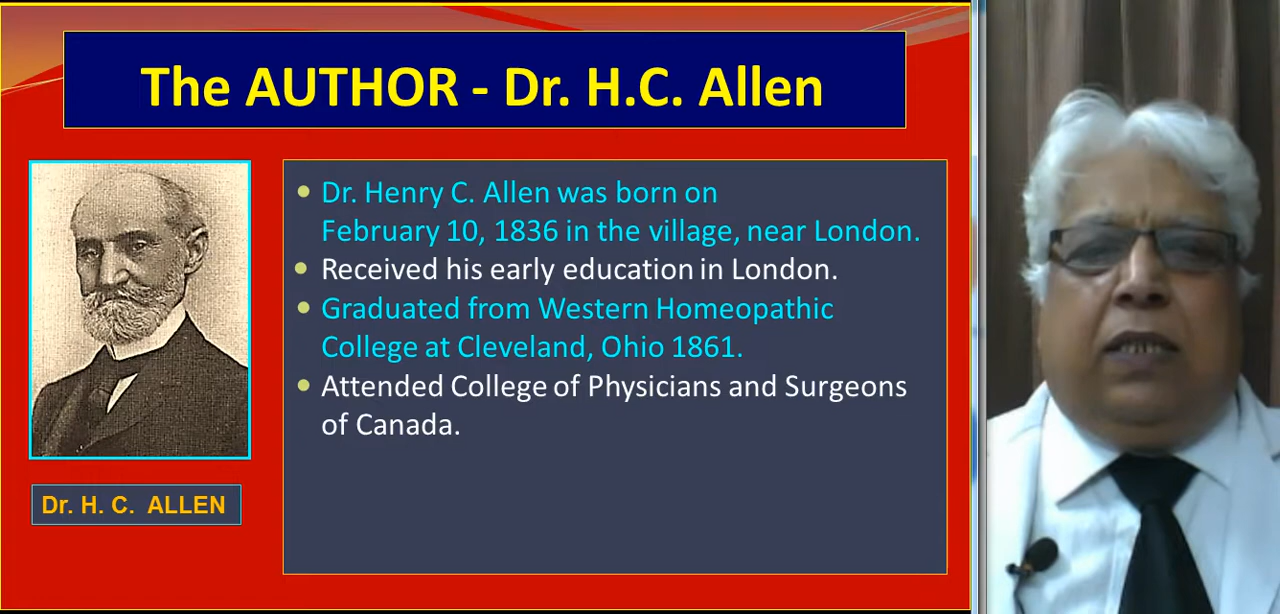 The AUTHOR - Dr. H.C. Allen
• Dr. Henry C. Allen was born on
February 10, 1836 in the village, near London.
• Received his early education in London.
• Graduated from Western Homeopathic
College at Cleveland, Ohio 1861.
• Attended College of Physicians and Surgeons
of Canada.
Dr. H. C. ALLEN